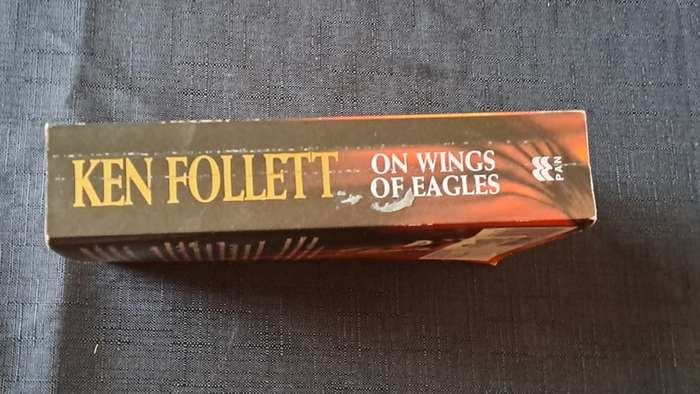 KEN FOLLETT
ON WINGS
OF EAGLES
PAN